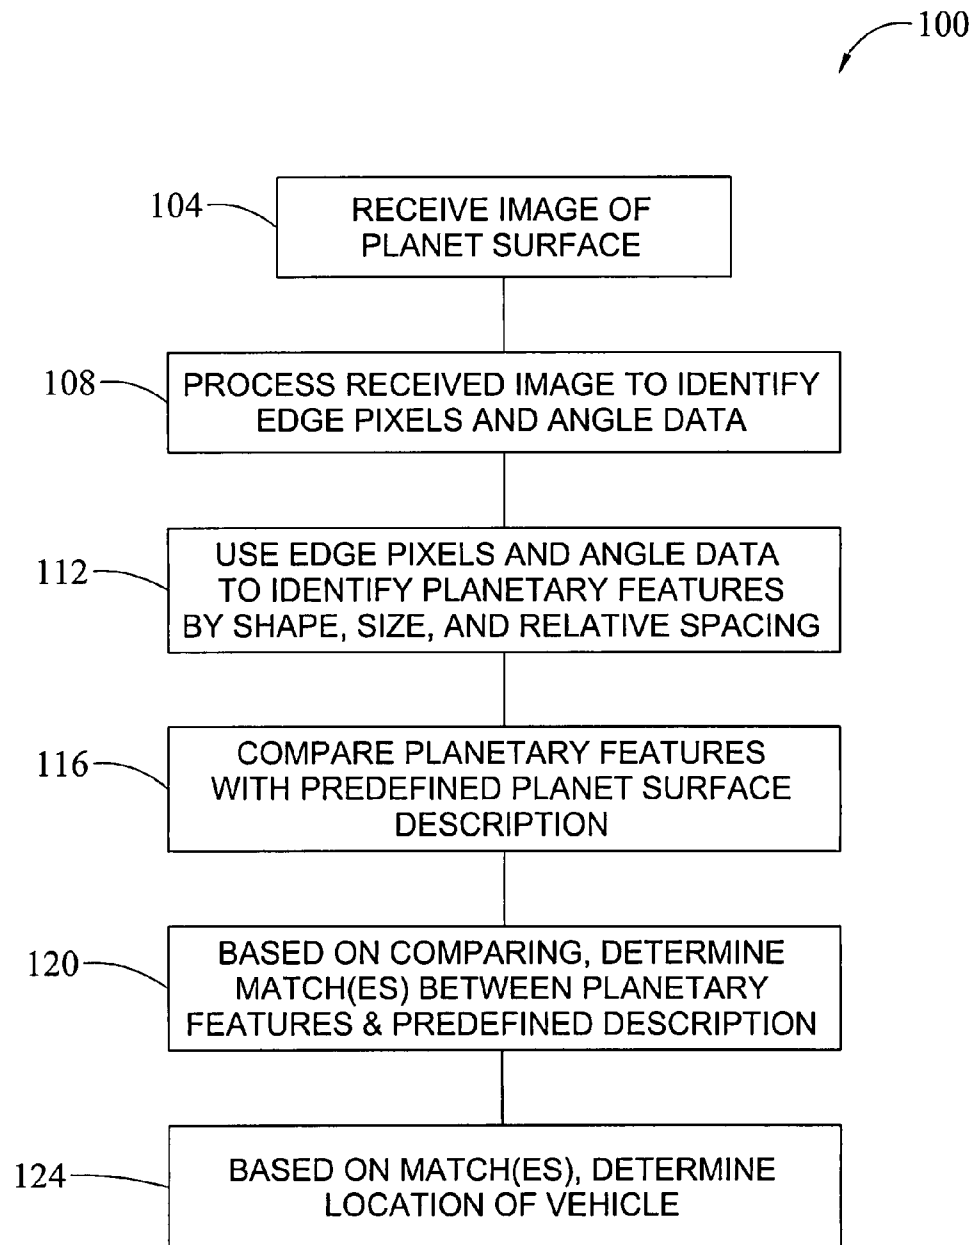 100
104
RECEIVE IMAGE OF
PLANET SURFACE
108
PROCESS RECEIVED IMAGE TO IDENTIFY
EDGE PIXELS AND ANGLE DATA
112
USE EDGE PIXELS AND ANGLE DATA
TO IDENTIFY PLANETARY FEATURES
BY SHAPE, SIZE, AND RELATIVE SPACING
116
COMPARE PLANETARY FEATURES
WITH PREDEFINED PLANET SURFACE
DESCRIPTION
120
BASED ON COMPARING, DETERMINE
MATCH(ES) BETWEEN PLANETARY
FEATURES & PREDEFINED DESCRIPTION
124
BASED ON MATCH(ES), DETERMINE
LOCATION OF VEHICLE